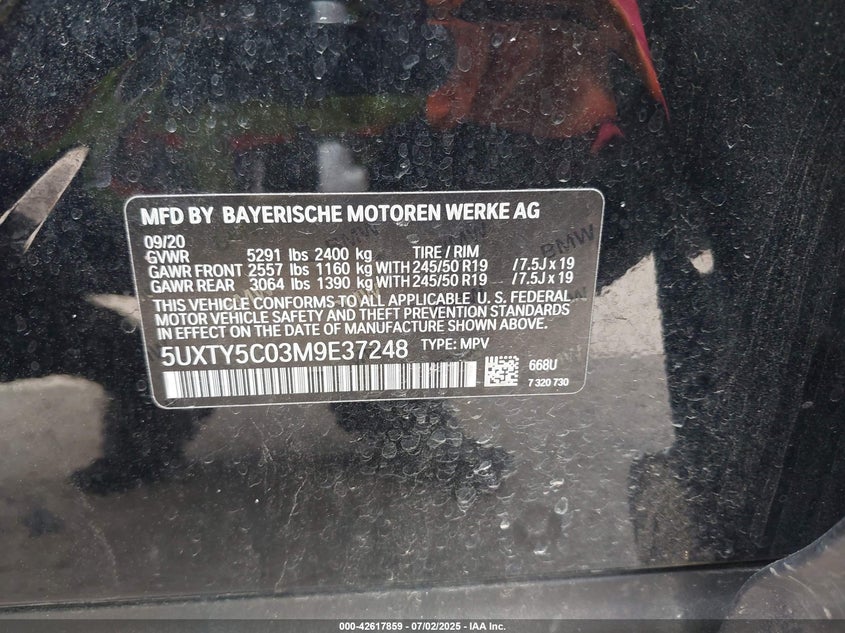 MFD BY BAYERISCHE MOTOREN WERKE AG
09/20
GVWR 5291 lbs 2400 kg TIRE / RIM
GAWR FRONT 2557 lbs 1160 kg WITH 245/50 R19 /7.5J x 19
GAWR REAR 3064 lbs 1390 kg WITH 245/50 R19 /7.5J x 19
THIS VEHICLE CONFORMS TO ALL APPLICABLE U.S. FEDERAL
MOTOR VEHICLE SAFETY AND THEFT PREVENTION STANDARDS
IN EFFECT ON THE DATE OF MANUFACTURE SHOWN ABOVE.
5UXTY5C03M9E37248 TYPE: MPV
668U
7 320 730
000-42617859 / 07/02/2025 - IAA Inc.